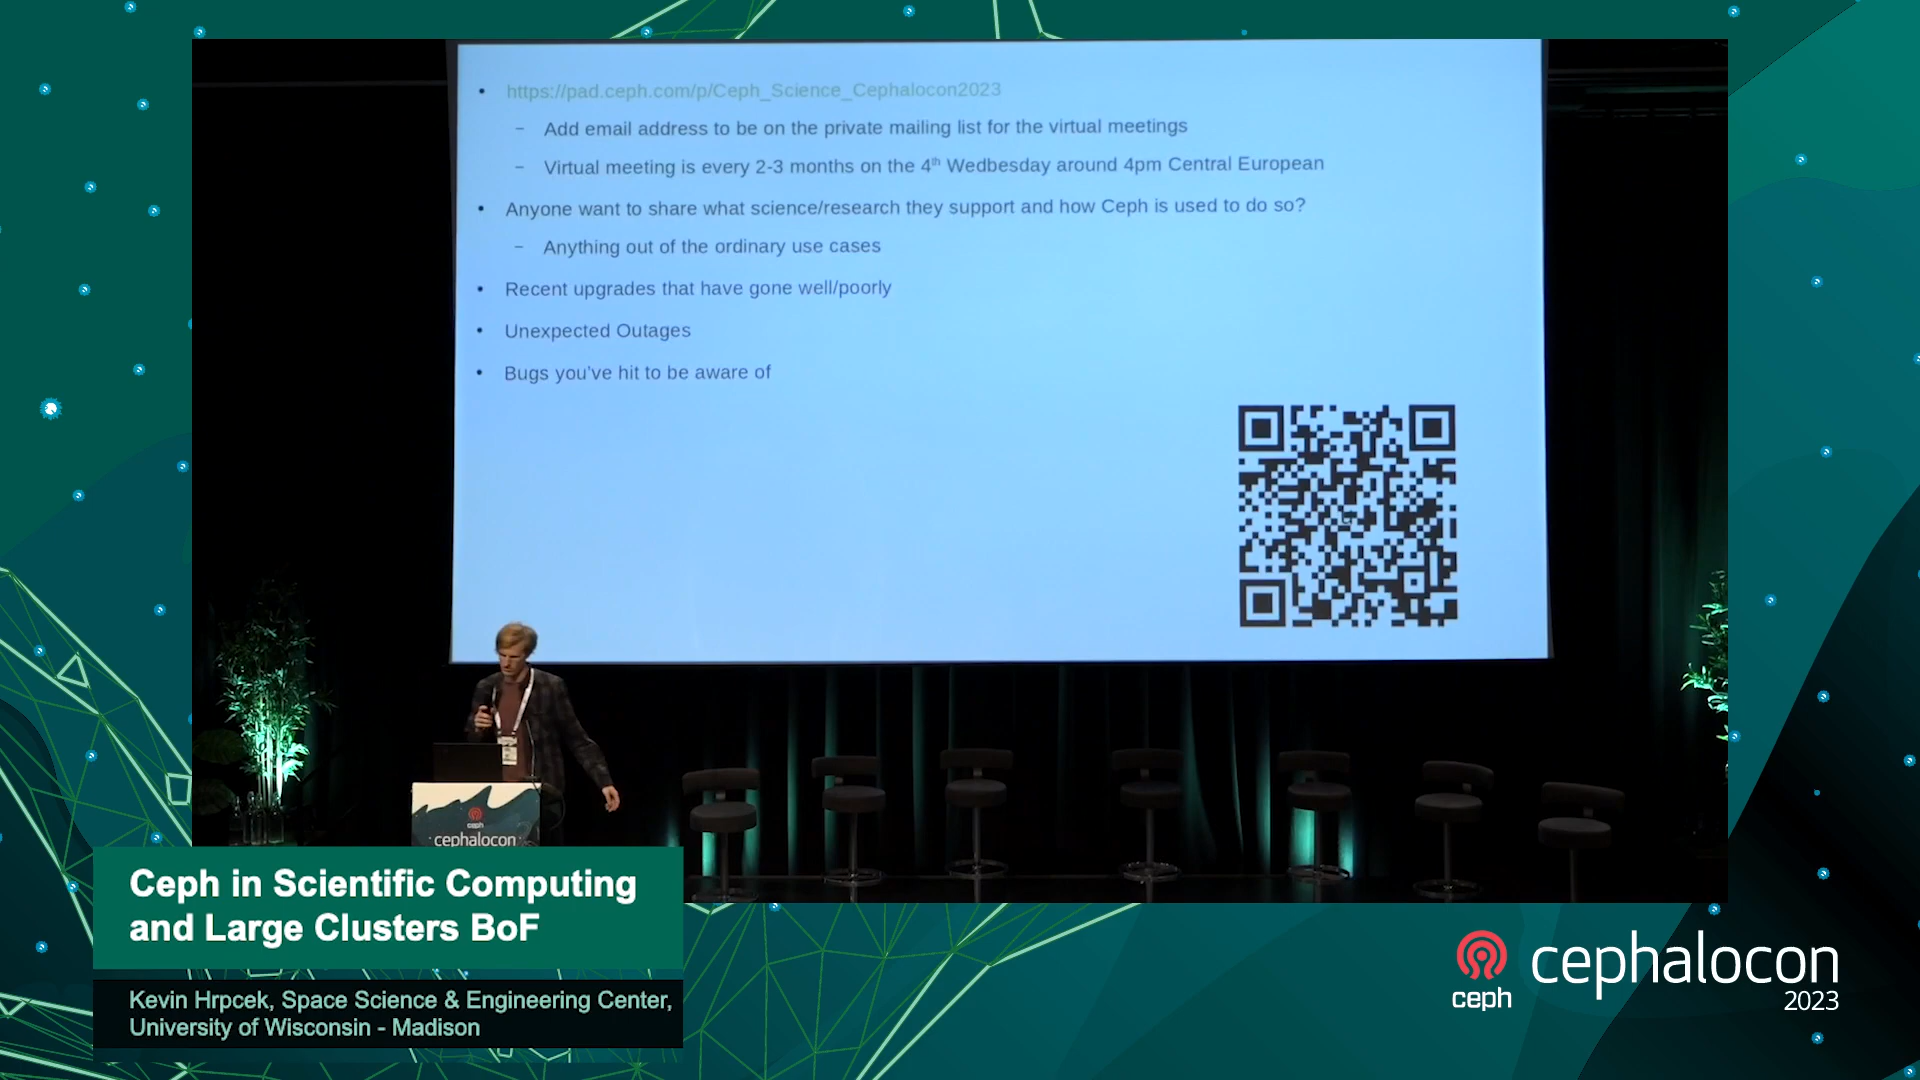 https://pad.ceph.com/p/Ceph_Science_Cephalocon2023
Add email address to be on the private mailing list for the virtual meetings
Virtual meeting is every 2-3 months on the 4th Wedbesday around 4pm Central European
Anyone want to share what science/research they support and how Ceph is used to do so?
Anything out of the ordinary use cases
Recent upgrades that have gone well/poorly
Unexpected Outages
Bugs you've hit to be aware of
ceph
cephalocon
Ceph in Scientific Computing
and Large Clusters BoF
Kevin Hrpcek, Space Science & Engineering Center,
University of Wisconsin - Madison
ceph
cephalocon
2023